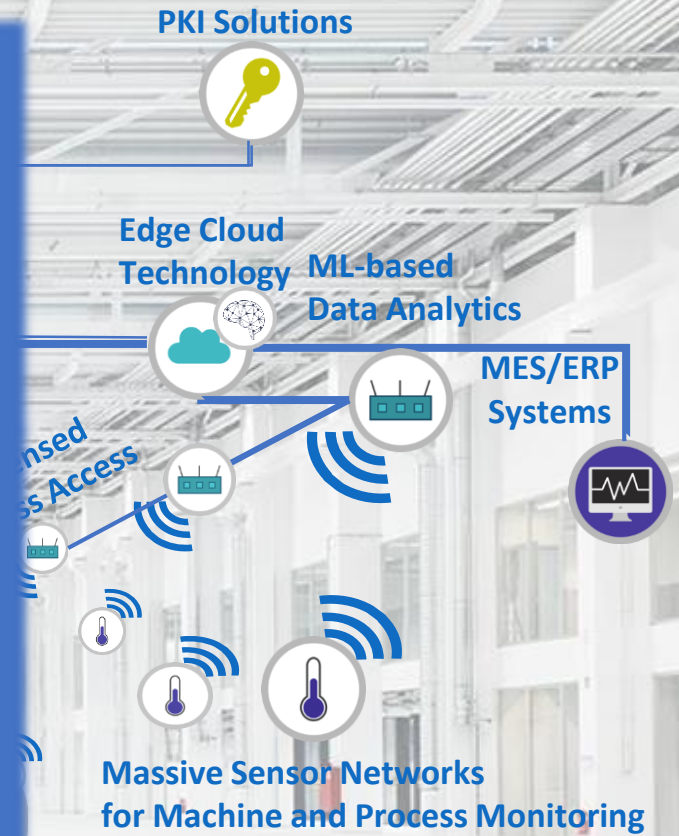 PKI Solutions
Edge Cloud
Technology
ML-based
Data Analytics
MES/ERP
Systems
Access
Massive Sensor Networks
for Machine and Process Monitoring